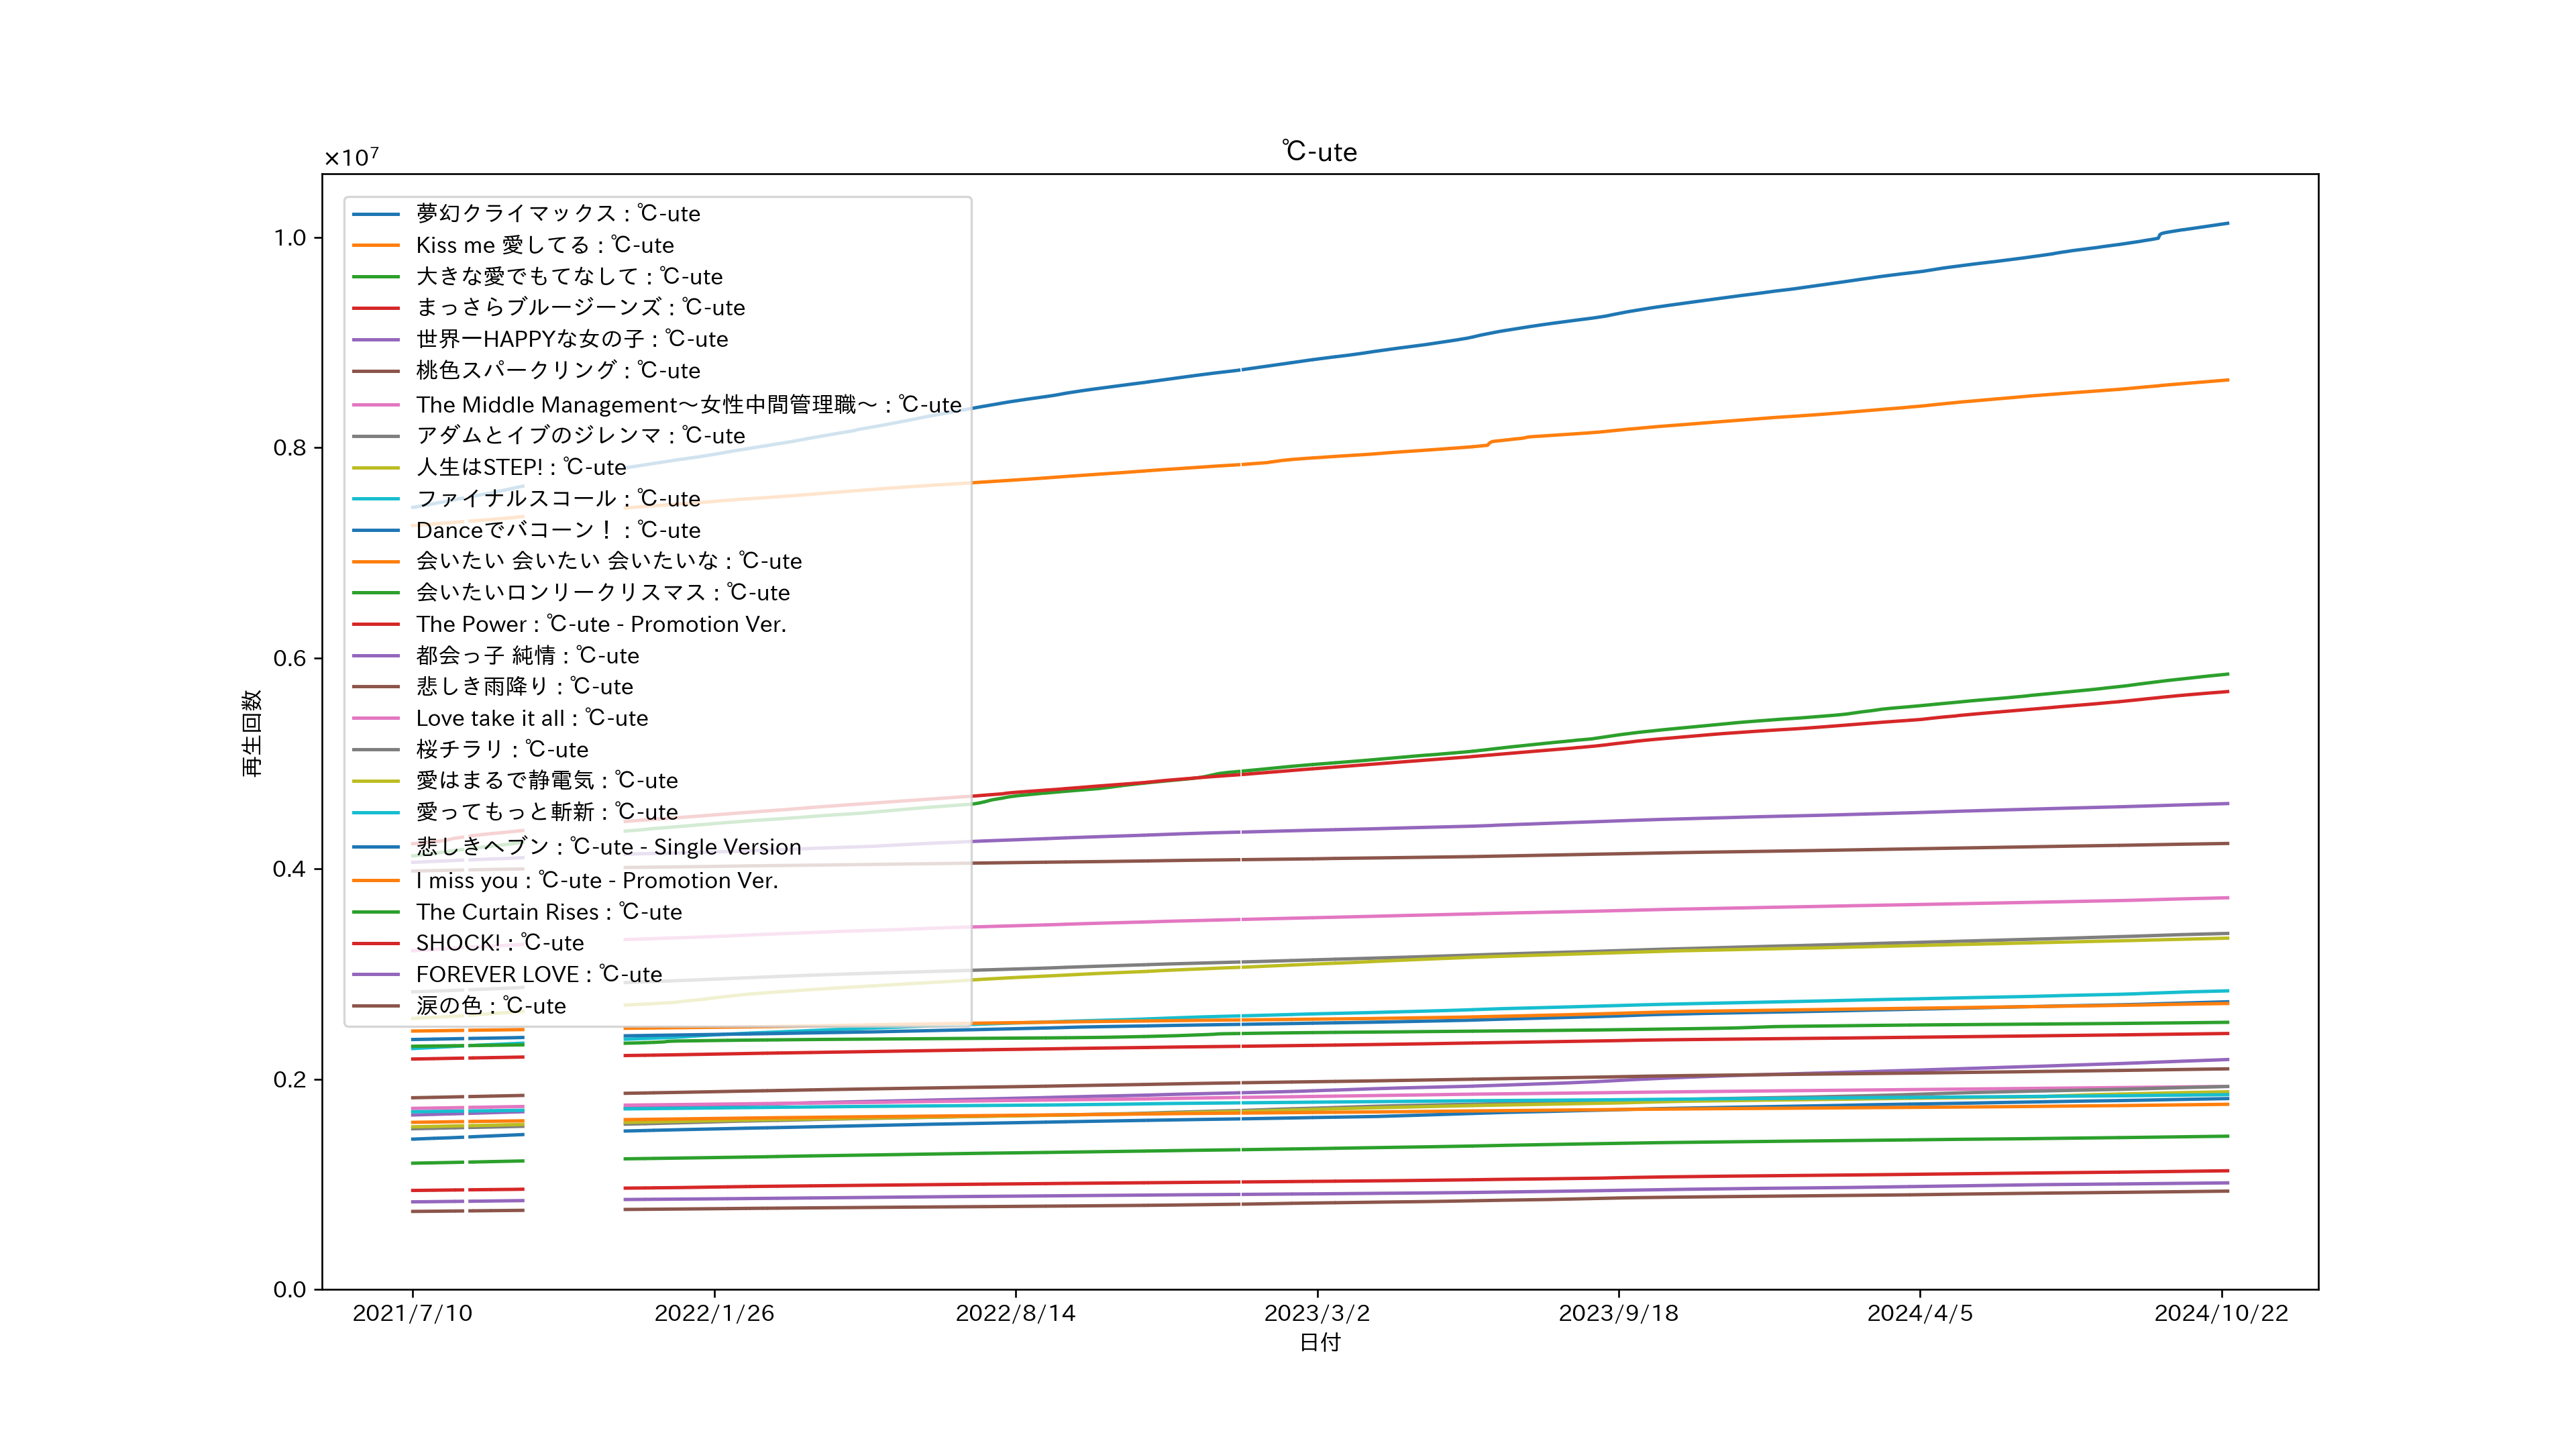 ℃-ute
×10⁷
1.0
0.8
0.6
0.4
0.2
0.0
再生回数
夢幻クライマックス : ℃-ute
Kiss me 愛してる : ℃-ute
大きな愛でもてなして : ℃-ute
まっさらブルージーンズ : ℃-ute
世界一HAPPYな女の子 : ℃-ute
桃色スパークリング : ℃-ute
The Middle Management～女性中間管理職～ : ℃-ute
アダムとイブのジレンマ : ℃-ute
人生はSTEP! : ℃-ute
ファイナルスコール : ℃-ute
Danceでバコーン！ : ℃-ute
会いたい 会いたい 会いたいな : ℃-ute
会いたいロンリークリスマス : ℃-ute
The Power : ℃-ute - Promotion Ver.
都会っ子 純情 : ℃-ute
悲しき雨降り : ℃-ute
Love take it all : ℃-ute
桜チラリ : ℃-ute
愛はまるで静電気 : ℃-ute
愛ってもっと斬新 : ℃-ute
悲しきヘブン : ℃-ute - Single Version
I miss you : ℃-ute - Promotion Ver.
The Curtain Rises : ℃-ute
SHOCK! : ℃-ute
FOREVER LOVE : ℃-ute
涙の色 : ℃-ute
2021/7/10 2022/1/26 2022/8/14 2023/3/2 2023/9/18 2024/4/5 2024/10/22
日付